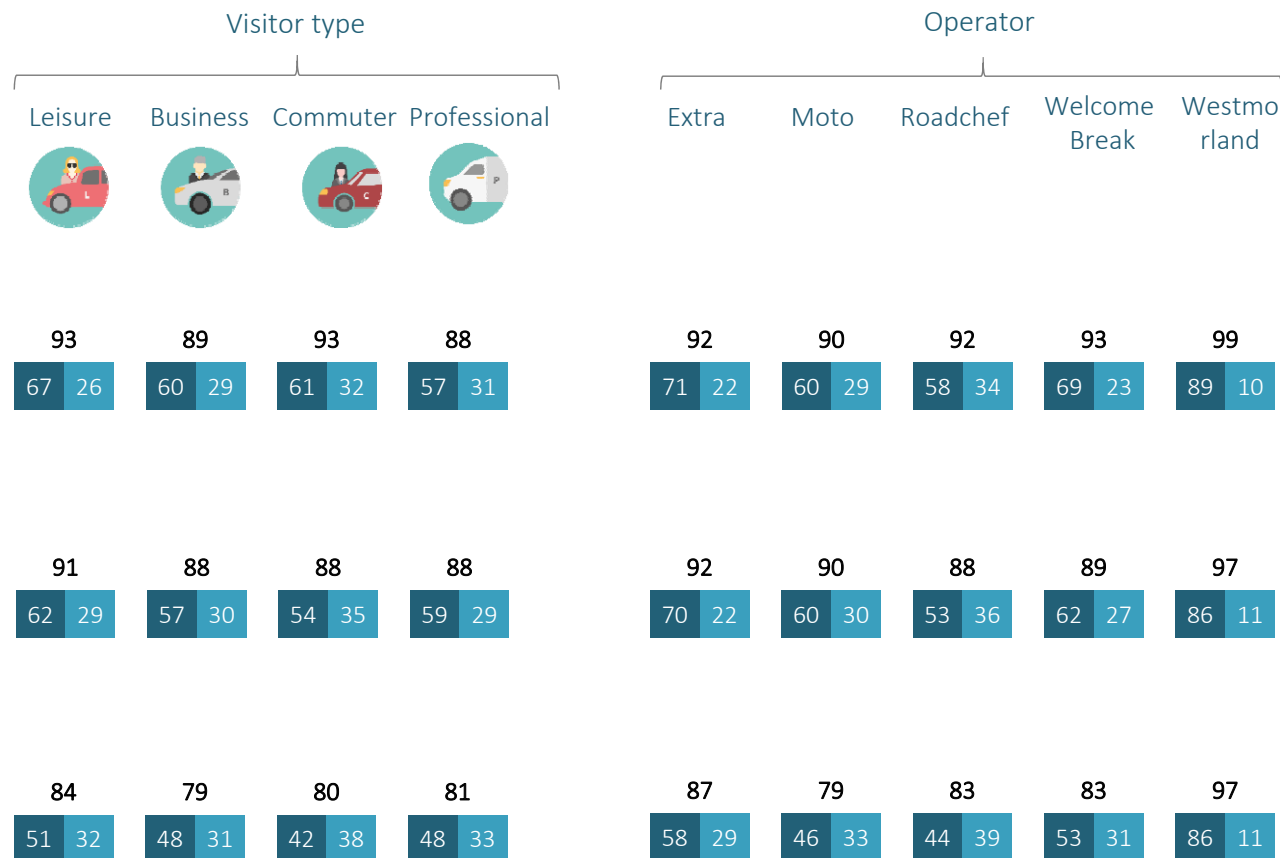 Visitor type
Operator
Leisure Business Commuter Professional
Extra Moto Roadchef Welcome Break Westmo rland
L B C P
93 89 93 88 92 90 92 93 99
67 26 60 29 61 32 57 31 71 22 60 29 58 34 69 23 89 10
91 88 88 88 92 90 88 89 97
62 29 57 30 54 35 59 29 70 22 60 30 53 36 62 27 86 11
84 79 80 81 87 79 83 83 97
51 32 48 31 42 38 48 33 58 29 46 33 44 39 53 31 86 11